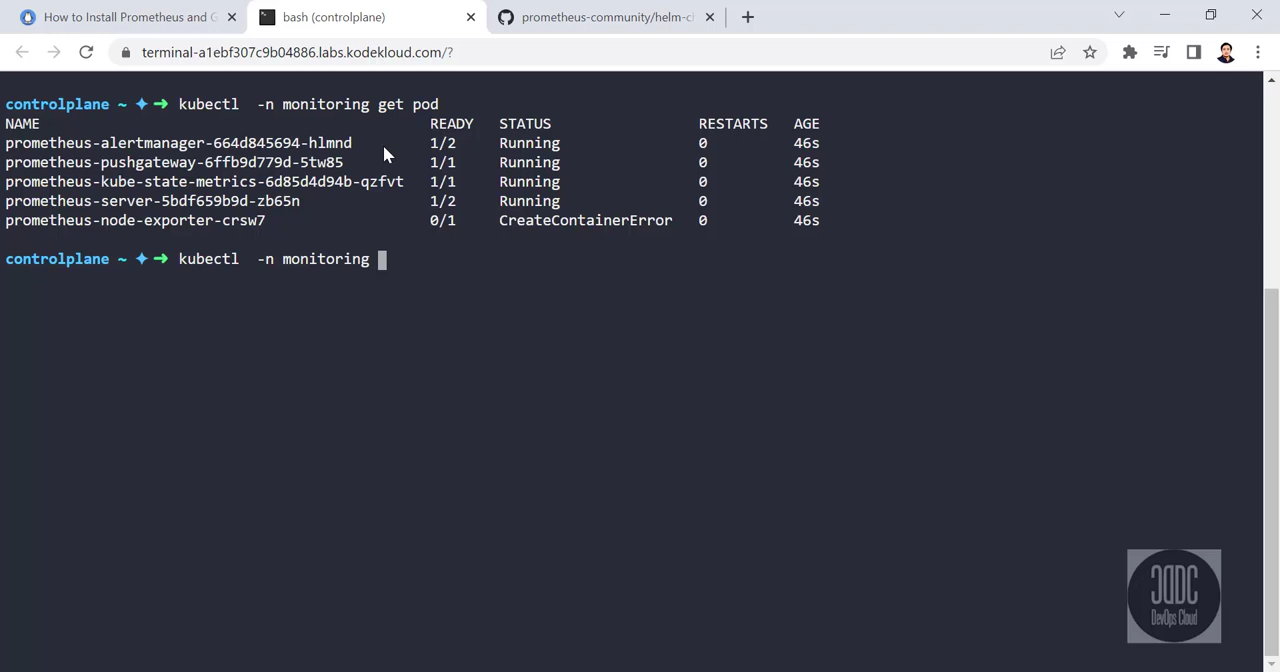 How to Install Prometheus and G
bash (controlplane)
prometheus-community/helm-cl
terminal-a1ebf307c9b04886.labs.kodekloud.com/?
controlplane ~ ✦ ➜ kubectl  -n monitoring get pod
NAME READY STATUS RESTARTS AGE
prometheus-alertmanager-664d845694-hlmnd 1/2 Running 0 46s
prometheus-pushgateway-6ffb9d779d-5tw85 1/1 Running 0 46s
prometheus-kube-state-metrics-6d85d4d94b-qzfvt 1/1 Running 0 46s
prometheus-server-5bdf659b9d-zb65n 1/2 Running 0 46s
prometheus-node-exporter-crsw7 0/1 CreateContainerError 0 46s
controlplane ~ ✦ ➜ kubectl  -n monitoring
DevOps Cloud